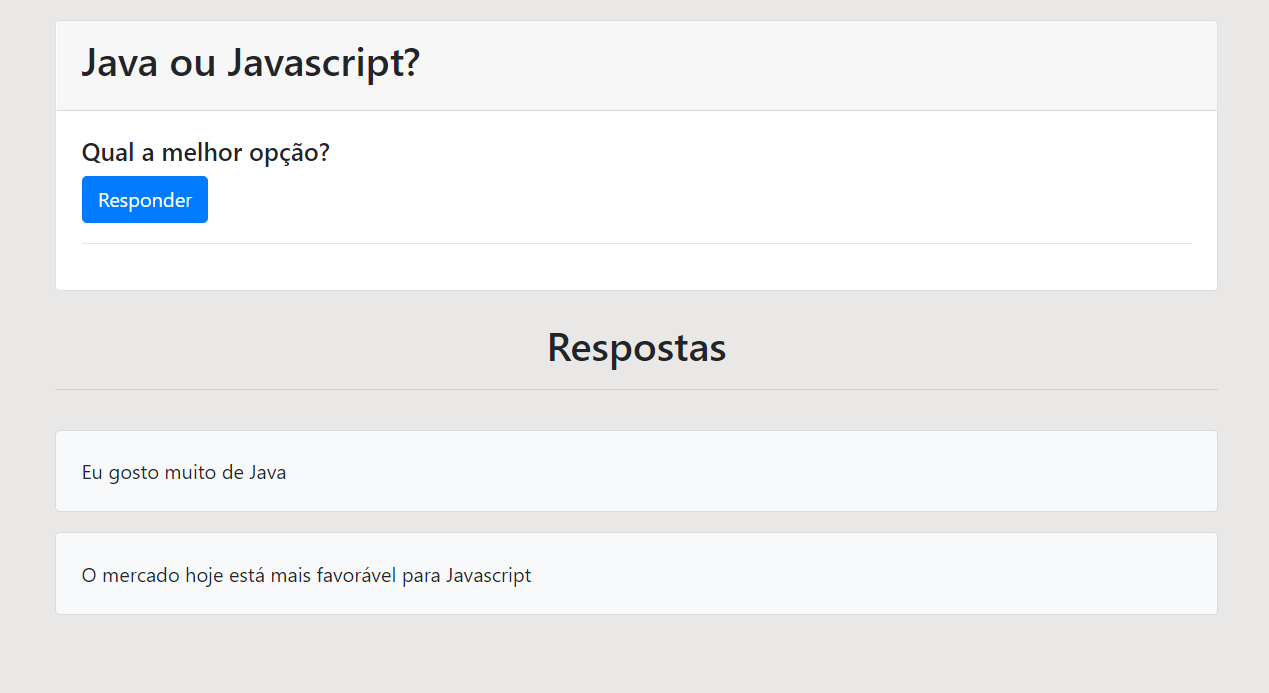 Java ou Javascript?
Qual a melhor opção?
Responder
Respostas
Eu gosto muito de Java
O mercado hoje está mais favorável para Javascript